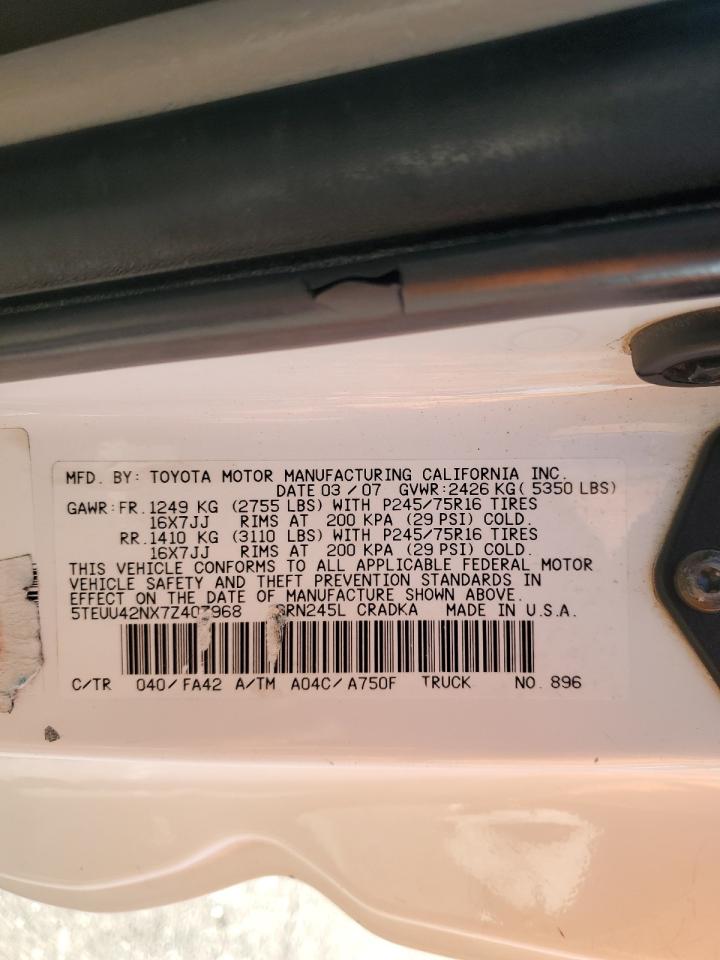 MFD. BY: TOYOTA MOTOR MANUFACTURING CALIFORNIA INC.
DATE 03 / 07 GVWR:2426 KG( 5350 LBS)
GAWR:FR.1249 KG (2755 LBS) WITH P245/75R16 TIRES
16X7JJ RIMS AT 200 KPA (29 PSI) COLD.
RR.1410 KG (3110 LBS) WITH P245/75R16 TIRES
16X7JJ RIMS AT 200 KPA (29 PSI) COLD.
THIS VEHICLE CONFORMS TO ALL APPLICABLE FEDERAL MOTOR
VEHICLE SAFETY AND THEFT PREVENTION STANDARDS IN
EFFECT ON THE DATE OF MANUFACTURE SHOWN ABOVE.
CRADKA MADE IN U.S.A.
C/TR 040/FA42 A/TM A04C/A750F TRUCK NO. 896